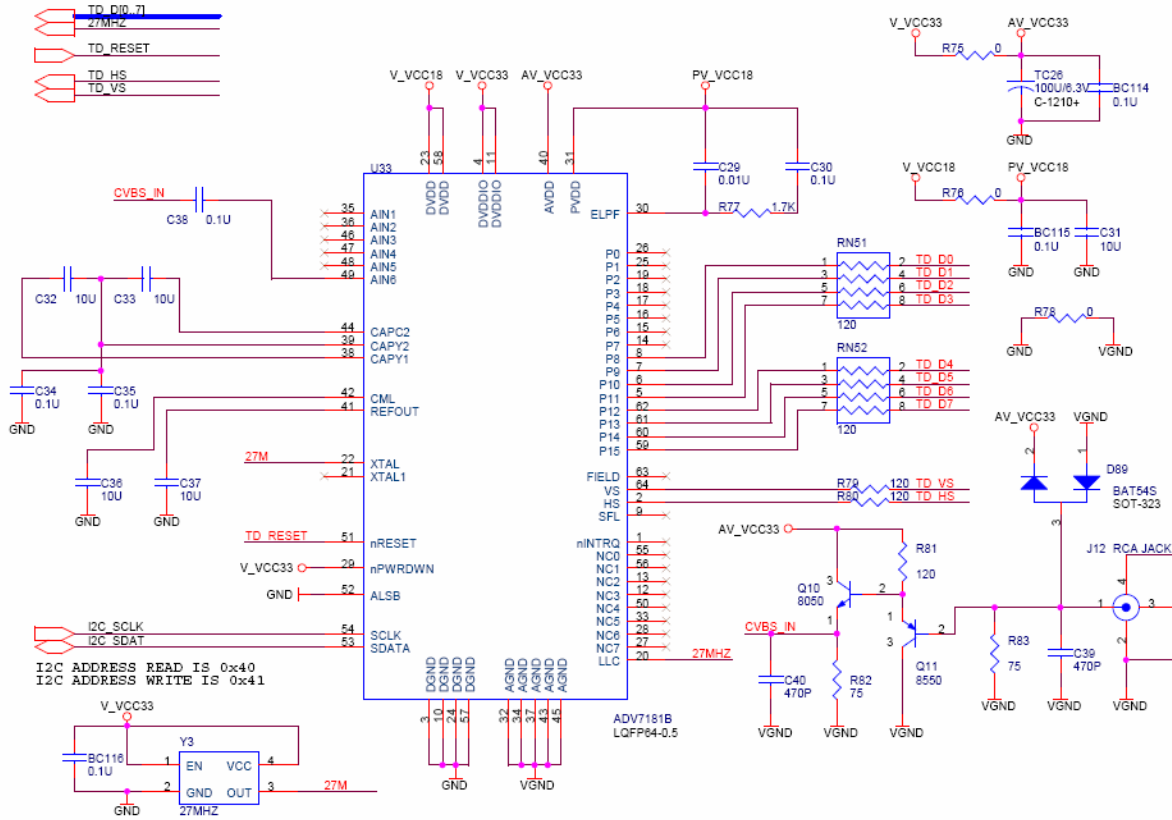 TD_D[0..7]
27MHZ
TD_RESET
TD_HS
TD_VS
V_VCC18
V_VCC33
AV_VCC33
PV_VCC18
V_VCC33
AV_VCC33
R75
0
TC26
100U/6.3V
C-1210+
BC114
0.1U
GND
CVBS_IN
C38
0.1U
U33
23
58
4
11
40
31
DVDD
DVDD
DVDDIO
DVDDIO
AVDD
PVDD
C29
0.01U
C30
0.1U
R77
1.7K
ELPF
30
V_VCC18
PV_VCC18
R76
0
BC115
0.1U
C31
10U
GND
GND
35
AIN1
36
AIN2
46
AIN3
47
AIN4
48
AIN5
49
AIN6
C32
10U
C33
10U
44
CAPC2
39
CAPY2
38
CAPY1
C34
0.1U
C35
0.1U
GND
GND
42
CML
41
REFOUT
C36
10U
C37
10U
GND
GND
27M
22
XTAL
21
XTAL1
TD_RESET
51
nRESET
V_VCC33
29
nPWRDWN
GND
52
ALSB
I2C_SCLK
54
SCLK
I2C_SDAT
53
SDATA
P0
26
P1
25
P2
19
P3
18
P4
17
P5
16
P6
15
P7
14
P8
8
P9
7
P10
6
P11
5
P12
62
P13
61
P14
60
P15
59
FIELD
63
VS
64
HS
2
SFL
9
nINTRQ
1
NC0
55
NC1
56
NC2
13
NC3
12
NC4
50
NC5
33
NC6
28
NC7
27
LLC
20
27MHZ
RN51
1
2
TD_D0
3
4
TD_D1
5
6
TD_D2
7
8
TD_D3
120
RN52
1
2
TD_D4
3
4
TD_D5
5
6
TD_D6
7
8
TD_D7
120
R79
120
TD_VS
R80
120
TD_HS
R78
0
GND
VGND
AV_VCC33
VGND
2
1
D89
BAT54S
SOT-323
3
J12 RCA JACK
4
1
3
2
AV_VCC33
R81
120
Q10
8050
3
2
1
1
3
2
Q11
8550
CVBS_IN
C40
470P
R82
75
R83
75
C39
470P
VGND
VGND
VGND
VGND
VGND
VGND
DGND
DGND
DGND
DGND
AGND
AGND
AGND
AGND
AGND
3
10
24
57
32
34
37
43
45
GND
VGND
ADV7181B
LQFP64-0.5
I2C ADDRESS READ IS 0x40
I2C ADDRESS WRITE IS 0x41
V_VCC33
BC116
0.1U
Y3
1
EN
VCC
4
2
GND
OUT
3
27M
27MHZ
GND